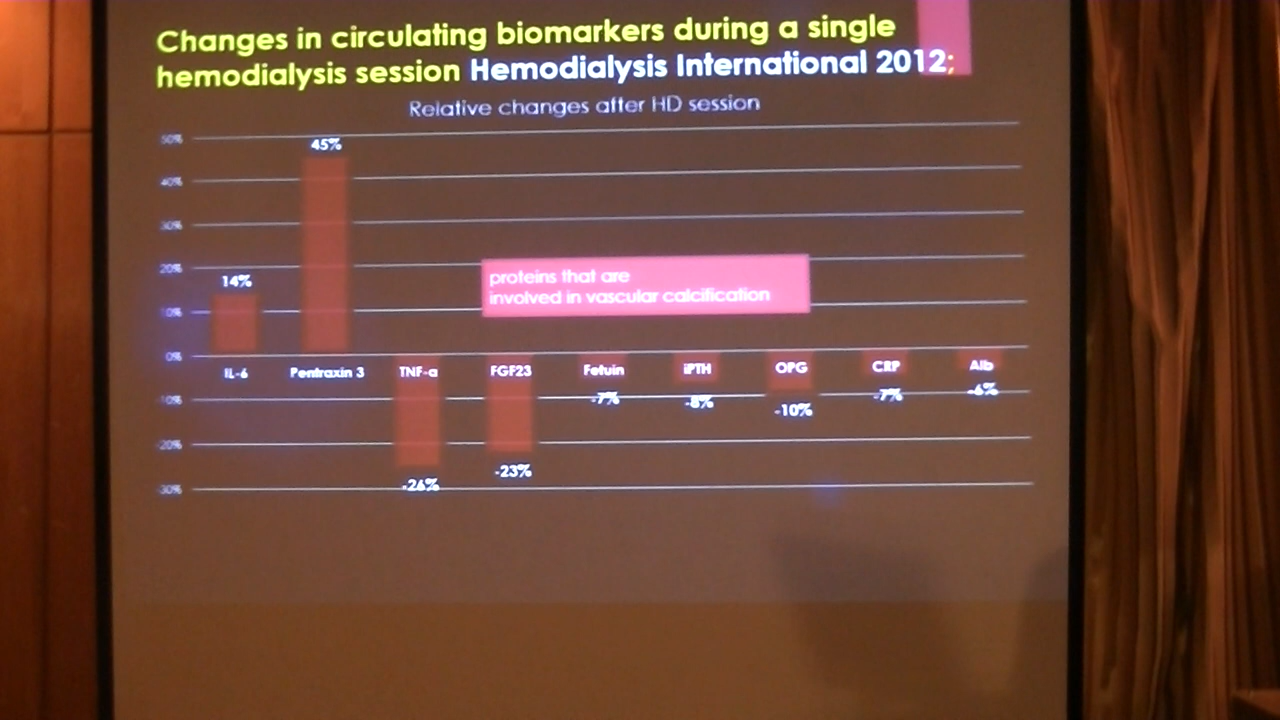 Changes in circulating biomarkers during a single
hemodialysis session Hemodialysis International 2012;
Relative changes after HD session
50%
45%
40%
30%
20%
14%
proteins that are
involved in vascular calcification
10%
0%
IL-6 Pentraxin 3 TNF-α FGF23 Fetuin iPTH OPG CRP Alb
-10% -7% -8% -10% -7% -6%
-20%
-26% -23%
-30%